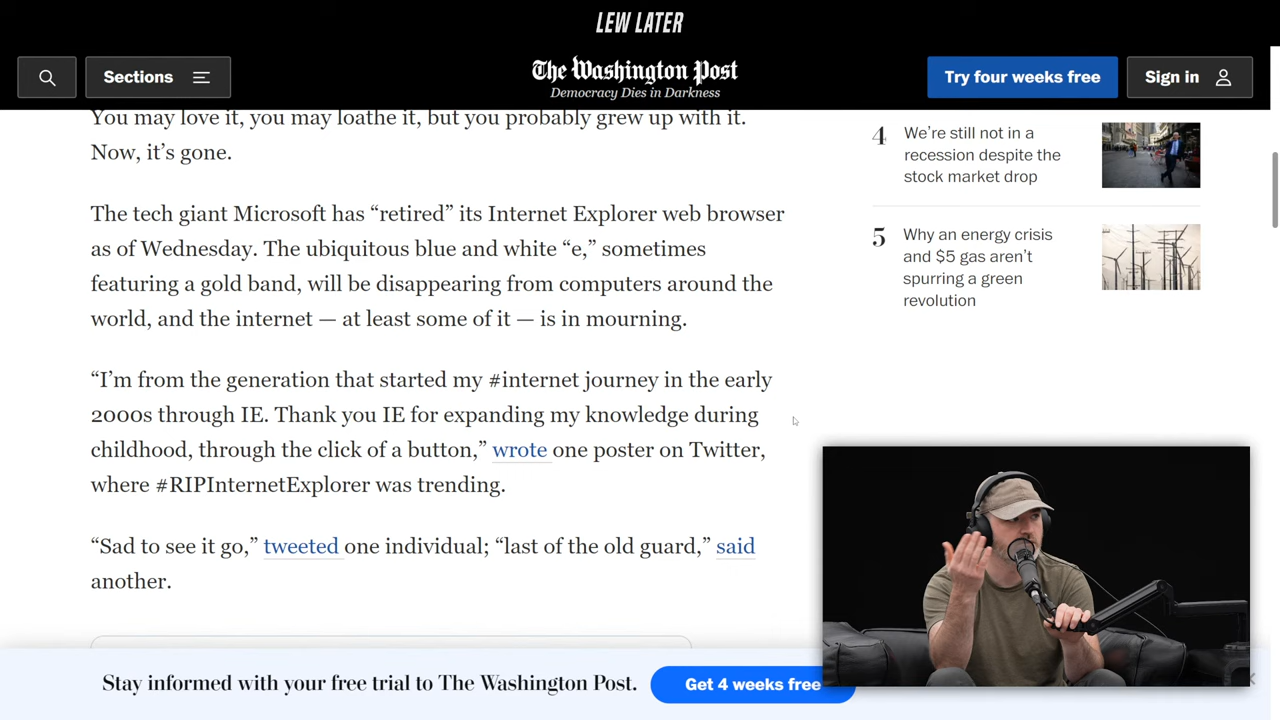 LEW LATER
Sections
The Washington Post
Democracy Dies in Darkness
Try four weeks free
Sign in
You may love it, you may loathe it, but you probably grew up with it.
Now, it’s gone.
The tech giant Microsoft has “retired” its Internet Explorer web browser
as of Wednesday. The ubiquitous blue and white “e,” sometimes
featuring a gold band, will be disappearing from computers around the
world, and the internet — at least some of it — is in mourning.
“I’m from the generation that started my #internet journey in the early
2000s through IE. Thank you IE for expanding my knowledge during
childhood, through the click of a button,” wrote one poster on Twitter,
where #RIPInternetExplorer was trending.
“Sad to see it go,” tweeted one individual; “last of the old guard,” said
another.
4
We’re still not in a
recession despite the
stock market drop
5
Why an energy crisis
and $5 gas aren’t
spurring a green
revolution
Stay informed with your free trial to The Washington Post.
Get 4 weeks free